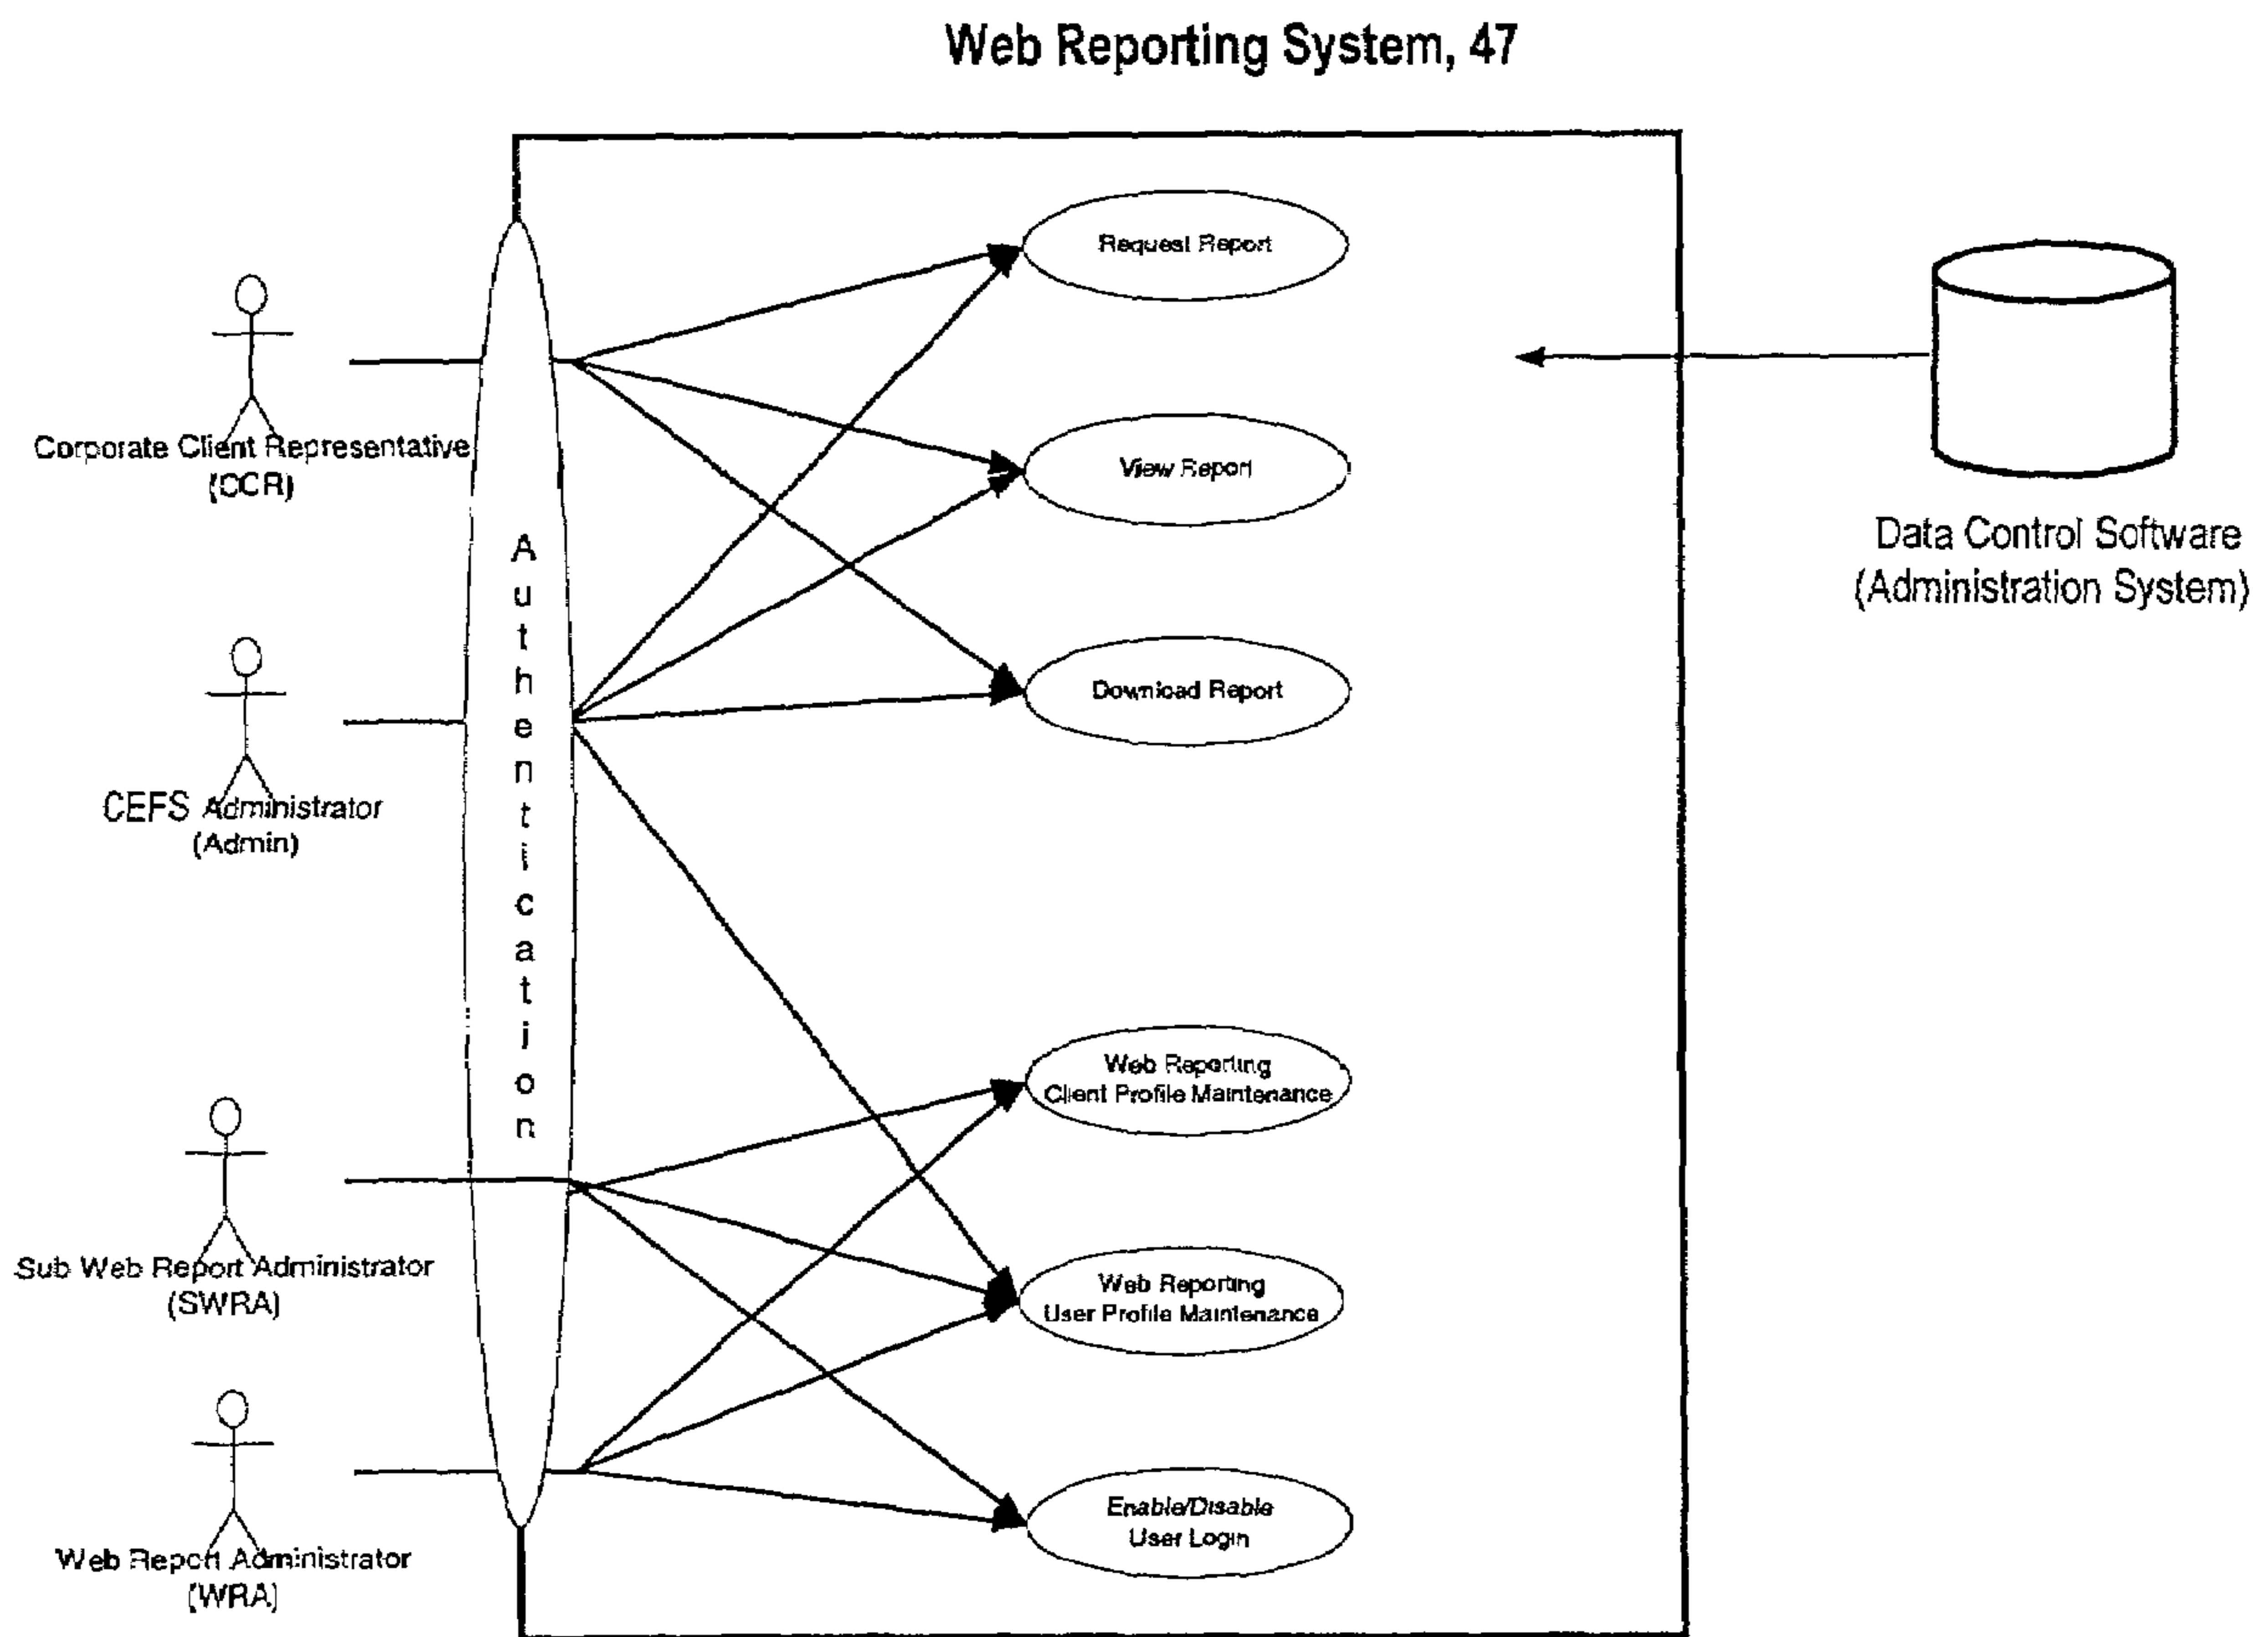 Web Reporting System, 47
Request Report
Corporate Client Representative
(CCR)
View Report
Data Control Software
(Administration System)
Authentication
Download Report
CEFS Administrator
(Admin)
Web Reporting
Client Profile Maintenance
Sub Web Report Administrator
(SWRA)
Web Reporting
User Profile Maintenance
Enable/Disable
User Login
Web Report Administrator
(WRA)